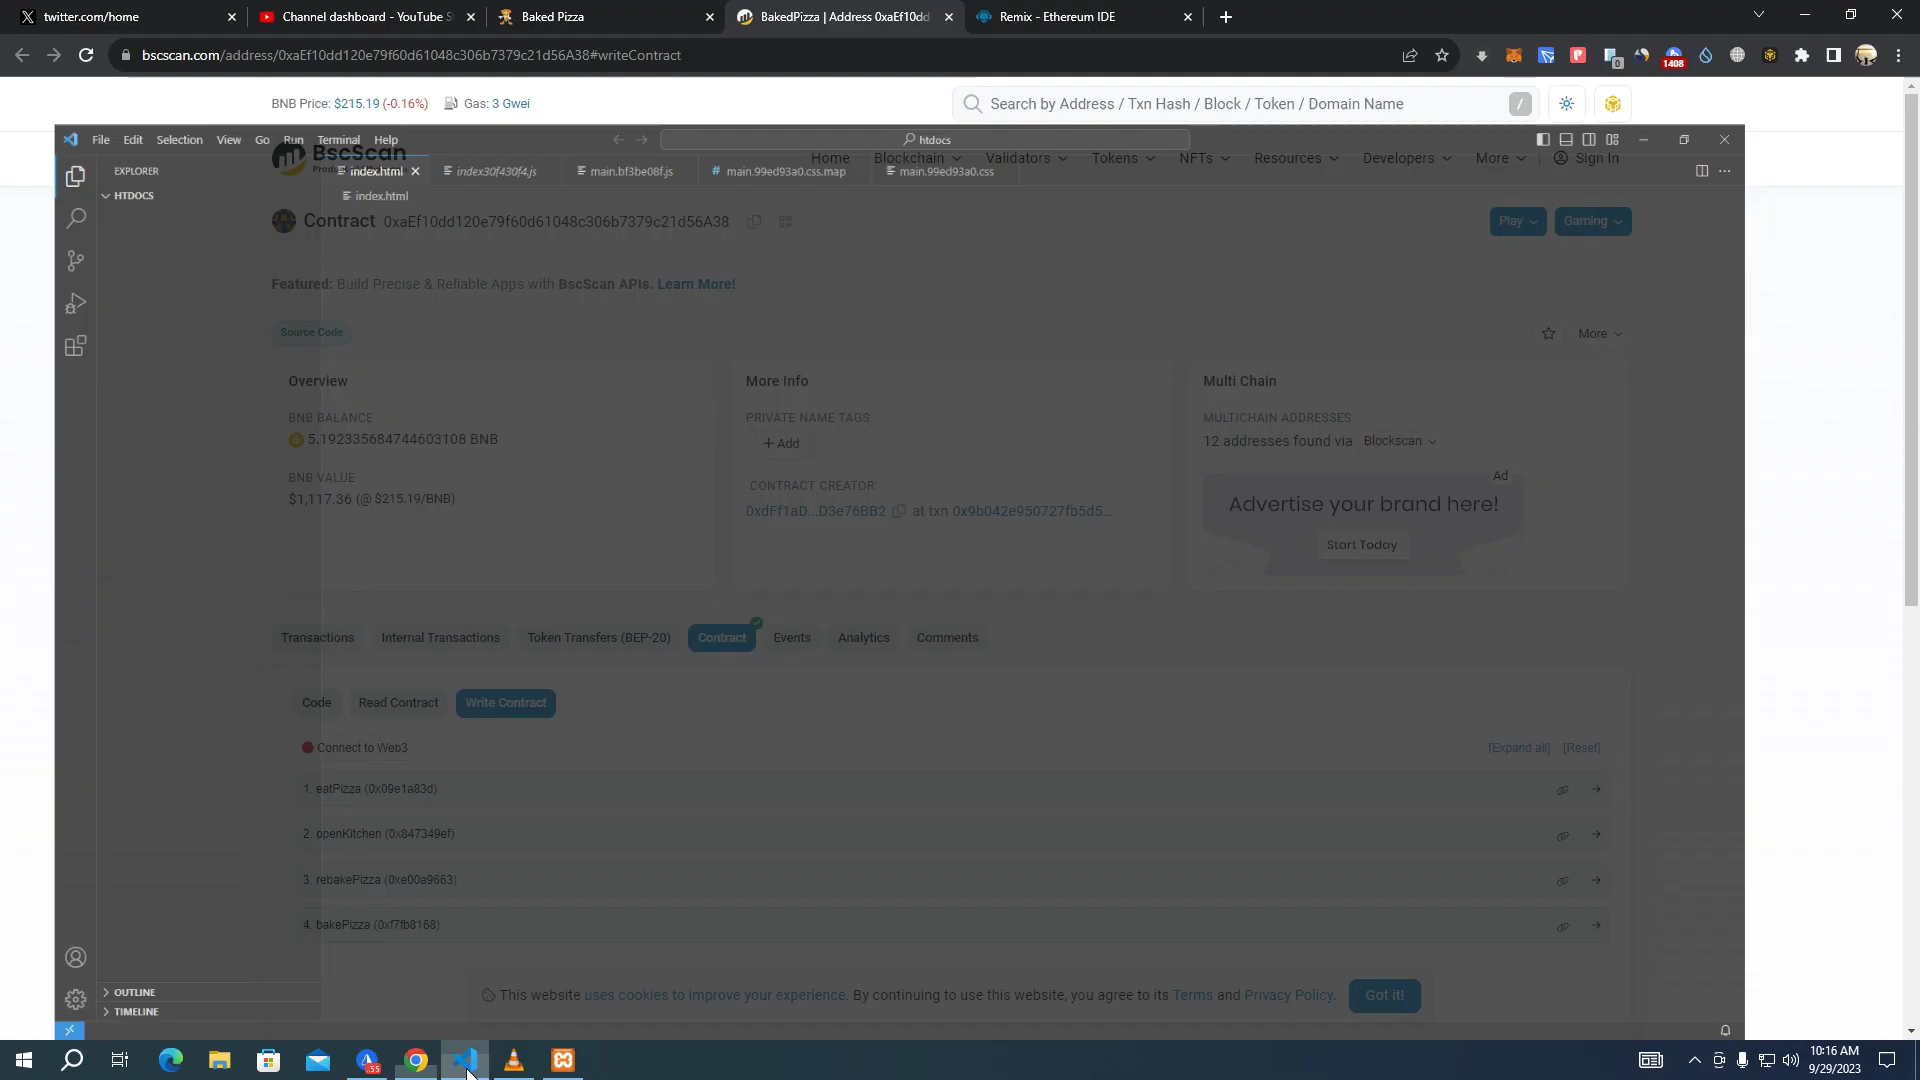 twitter.com/home
Channel dashboard - YouTube S
Baked Pizza
BakedPizza | Address 0xaEf10dd
Remix - Ethereum IDE
bscscan.com/address/0xaEf10dd120e79f60d61048c306b7379c21d56A38#writeContract
0
1408
BNB Price: $215.19 (-0.16%)
Gas: 3 Gwei
Search by Address / Txn Hash / Block / Token / Domain Name
/
File Edit Selection View Go Run Terminal Help
htdocs
BscScan
Home Blockchain Validators Tokens NFTs Resources Developers More Sign In
EXPLORER
index.html
index30f430f4.js
main.bf3be08f.js
# main.99ed93a0.css.map
main.99ed93a0.css
HTDOCS
index.html
Contract 0xaEf10dd120e79f60d61048c306b7379c21d56A38
Play
Gaming
Featured: Build Precise & Reliable Apps with BscScan APIs. Learn More!
Source Code
More
Overview
BNB BALANCE
5.192335684744603108 BNB
BNB VALUE
$1,117.36 (@ $215.19/BNB)
More Info
PRIVATE NAME TAGS
+ Add
CONTRACT CREATOR:
0xdFf1aD...D3e76BB2 at txn 0x9b042e950727fb5d5...
Multi Chain
MULTICHAIN ADDRESSES
12 addresses found via Blockscan
Ad
Advertise your brand here!
Start Today
Transactions
Internal Transactions
Token Transfers (BEP-20)
Contract
Events
Analytics
Comments
Code
Read Contract
Write Contract
Connect to Web3
[Expand all] [Reset]
1. eatPizza (0x09e1a83d)
2. openKitchen (0x847349ef)
3. rebakePizza (0xe00a9663)
4. bakePizza (0xf7fb8168)
OUTLINE
TIMELINE
This website uses cookies to improve your experience. By continuing to use this website, you agree to its Terms and Privacy Policy.
Got it!
55
10:16 AM
9/29/2023